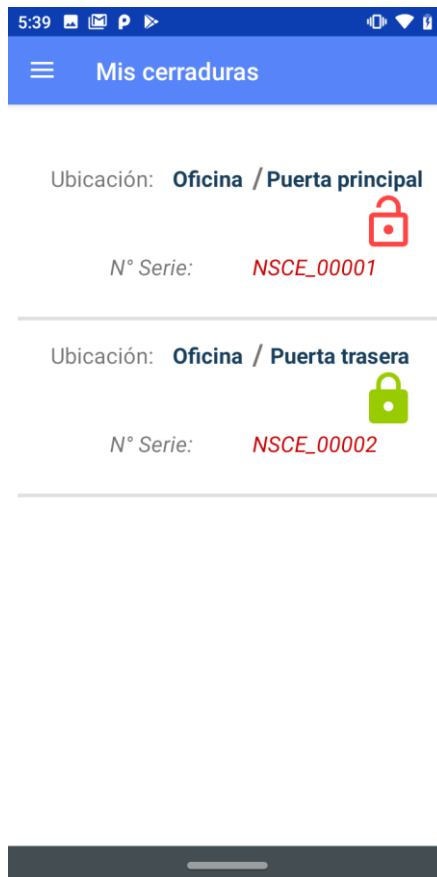 5:39
Mis cerraduras
Ubicación: Oficina / Puerta principal
N° Serie: NSCE_00001
Ubicación: Oficina / Puerta trasera
N° Serie: NSCE_00002